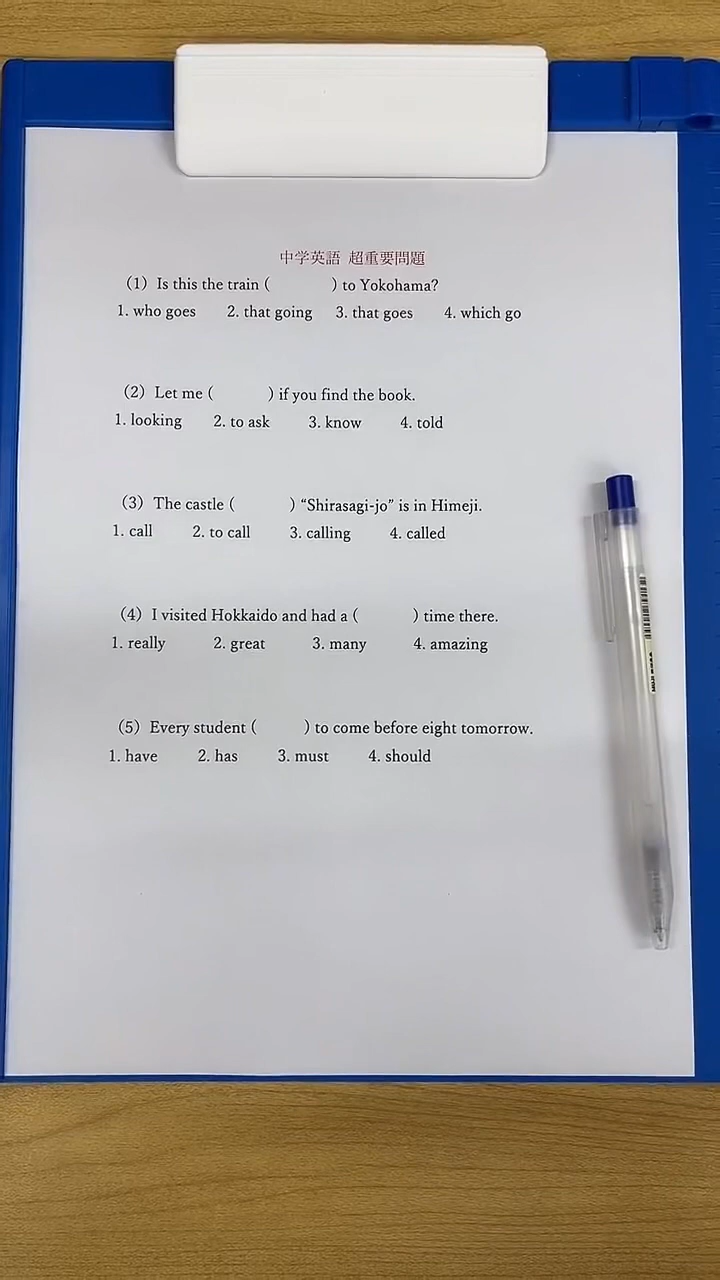 中学英語 超重要問題
（1）Is this the train (　　　) to Yokohama?
1. who goes　2. that going　3. that goes　4. which go
（2）Let me (　　　) if you find the book.
1. looking　2. to ask　3. know　4. told
（3）The castle (　　　) “Shirasagi-jo” is in Himeji.
1. call　2. to call　3. calling　4. called
（4）I visited Hokkaido and had a (　　　) time there.
1. really　2. great　3. many　4. amazing
（5）Every student (　　　) to come before eight tomorrow.
1. have　2. has　3. must　4. should